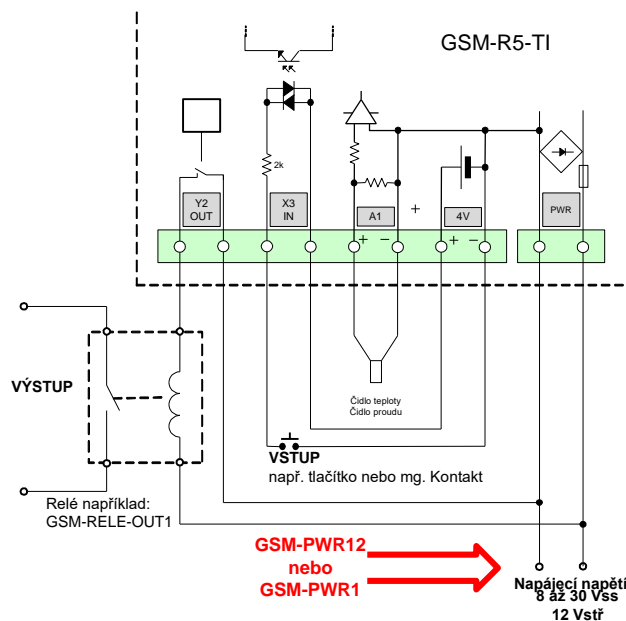 GSM-R5-TI
2k
Y2
OUT
X3
IN
A1
+
4V
PWR
+ −
+ −
VÝSTUP
Čidlo teploty
Čidlo proudu
VSTUP
např. tlačítko nebo mg. Kontakt
Relé například:
GSM-RELE-OUT1
GSM-PWR12
nebo
GSM-PWR1
Napájecí napětí
8 až 30 Vss
12 Vstř